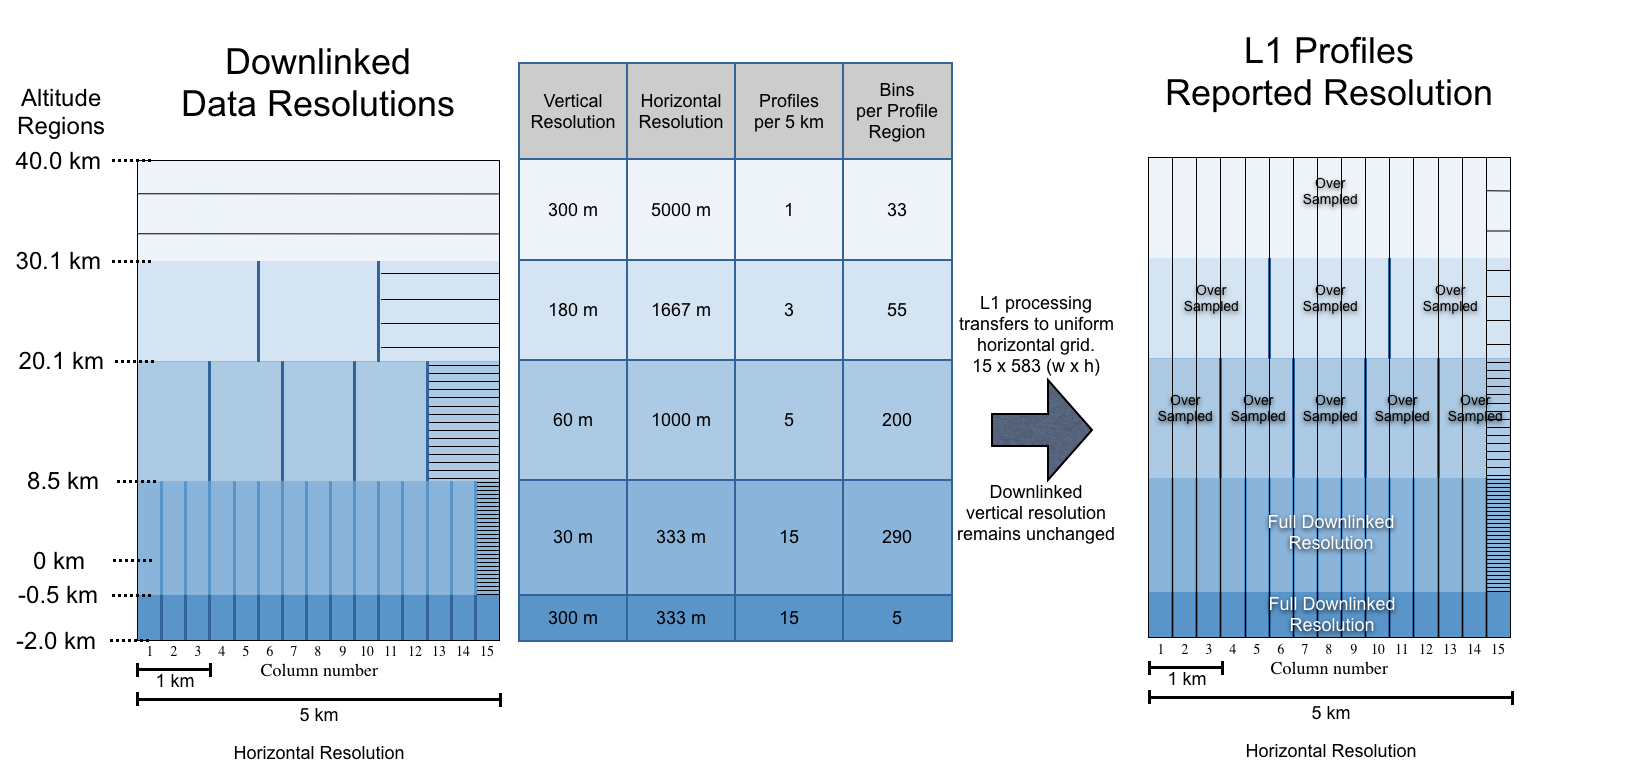 Downlinked
Data Resolutions
Altitude
Regions
40.0 km
30.1 km
20.1 km
8.5 km
0 km
-0.5 km
-2.0 km
1 2 3 4 5 6 7 8 9 10 11 12 13 14 15
Column number
1 km
5 km
Horizontal Resolution
Vertical
Resolution
Horizontal
Resolution
Profiles
per 5 km
Bins
per Profile
Region
300 m 5000 m 1 33
180 m 1667 m 3 55
60 m 1000 m 5 200
30 m 333 m 15 290
300 m 333 m 15 5
L1 processing
transfers to uniform
horizontal grid.
15 x 583 (w x h)
Downlinked
vertical resolution
remains unchanged
L1 Profiles
Reported Resolution
Over
Sampled
Over
Sampled
Over
Sampled
Over
Sampled
Over
Sampled
Over
Sampled
Over
Sampled
Over
Sampled
Over
Sampled
Full Downlinked
Resolution
Full Downlinked
Resolution
1 2 3 4 5 6 7 8 9 10 11 12 13 14 15
Column number
1 km
5 km
Horizontal Resolution